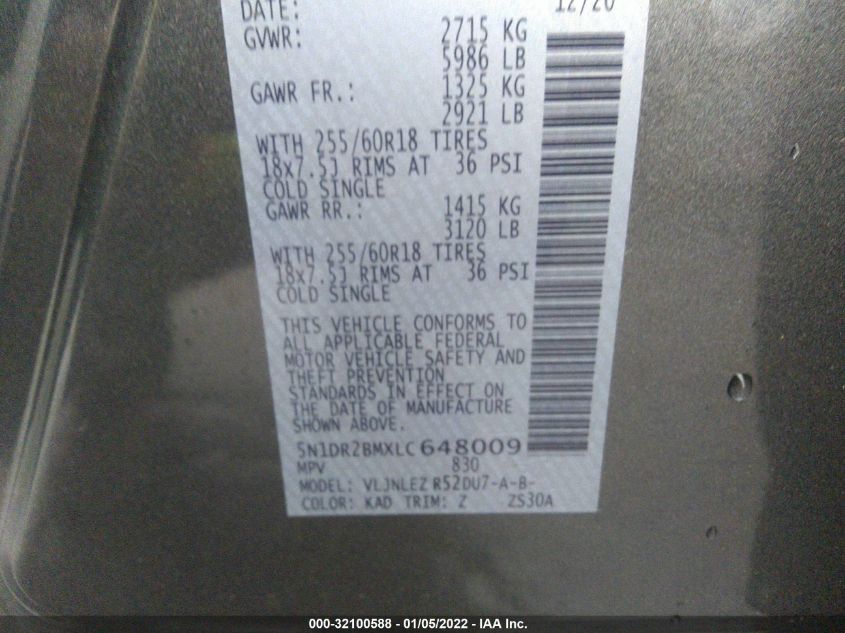 DATE: 12/20
GVWR: 2715 KG
5986 LB
GAWR FR.: 1325 KG
2921 LB
WITH 255/60R18 TIRES
18x7.5J RIMS AT 36 PSI
COLD SINGLE
GAWR RR.: 1415 KG
3120 LB
WITH 255/60R18 TIRES
18x7.5J RIMS AT 36 PSI
COLD SINGLE
THIS VEHICLE CONFORMS TO
ALL APPLICABLE FEDERAL
MOTOR VEHICLE SAFETY AND
THEFT PREVENTION
STANDARDS IN EFFECT ON
THE DATE OF MANUFACTURE
SHOWN ABOVE.
5N1DR2BMXLC648009
MPV 830
MODEL: VLJNLEZ R52DU7-A-B-
COLOR: KAD TRIM: Z ZS30A
000-32100588 - 01/05/2022 - IAA Inc.